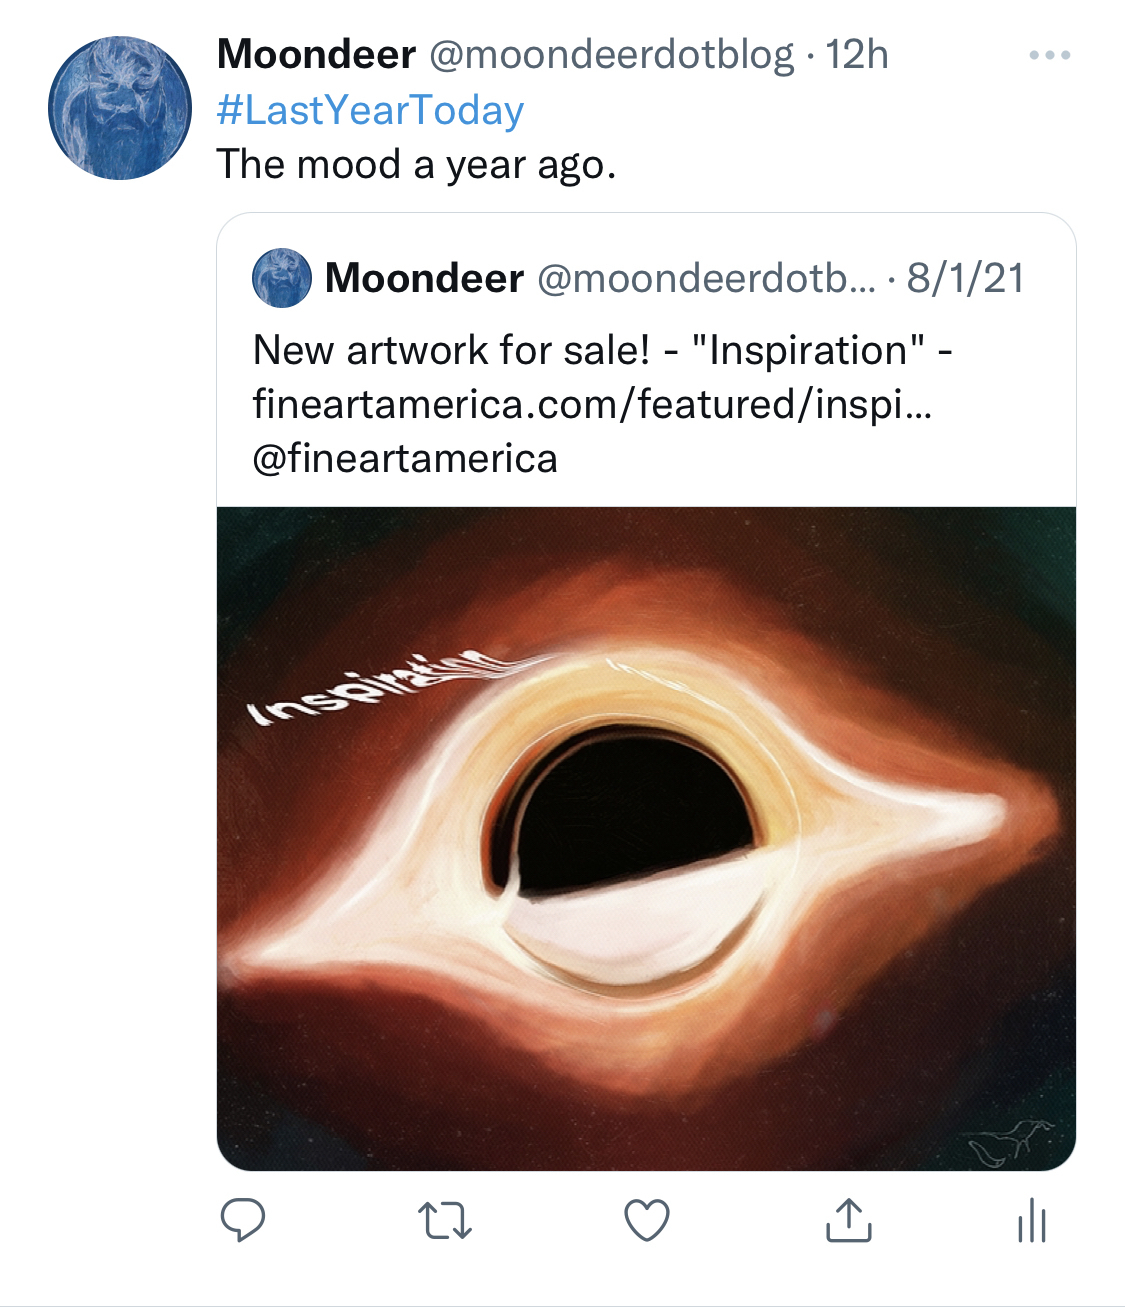 Moondeer @moondeerdotblog · 12h
#LastYearToday
The mood a year ago.
Moondeer @moondeerdotb... · 8/1/21
New artwork for sale! - "Inspiration" -
fineartamerica.com/featured/inspi...
@fineartamerica
Inspiration